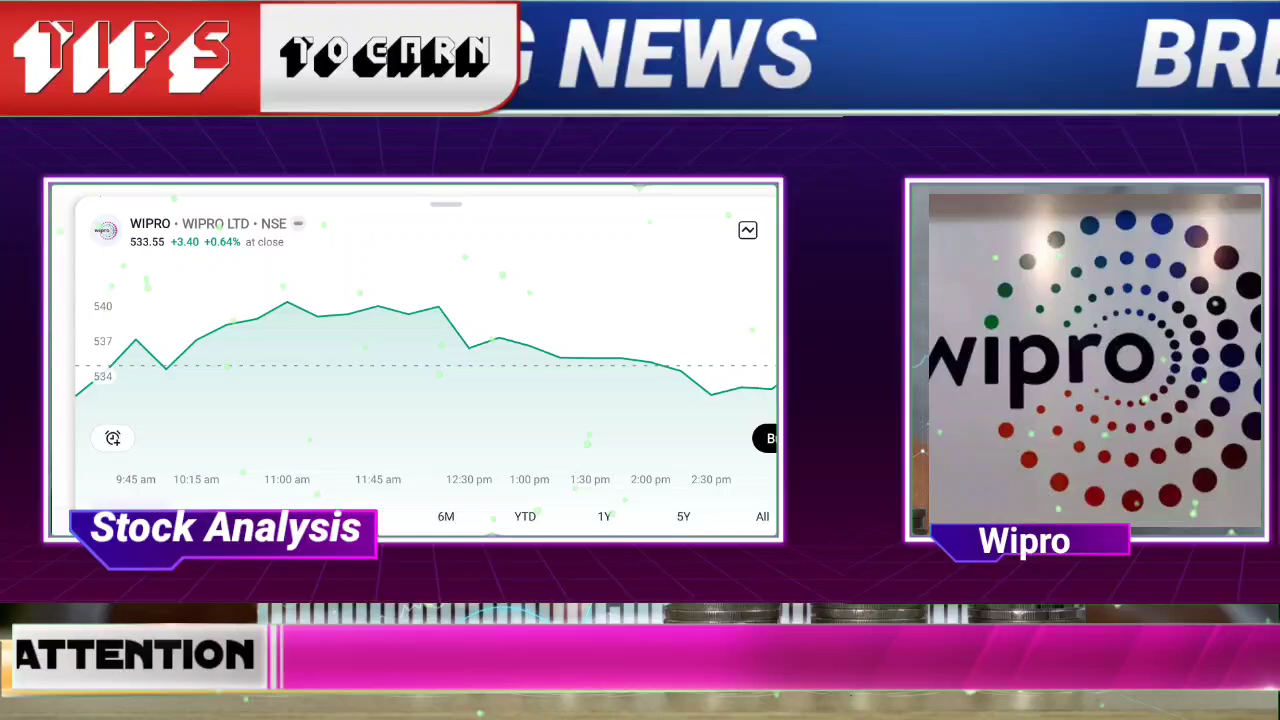 TIPS
TO EARN
G NEWS
BRE
WIPRO • WIPRO LTD • NSE
533.55 +3.40 +0.64% at close
540
537
534
9:45 am 10:15 am 11:00 am 11:45 am 12:30 pm 1:00 pm 1:30 pm 2:00 pm 2:30 pm
6M YTD 1Y 5Y All
Stock Analysis
wipro
Wipro
ATTENTION